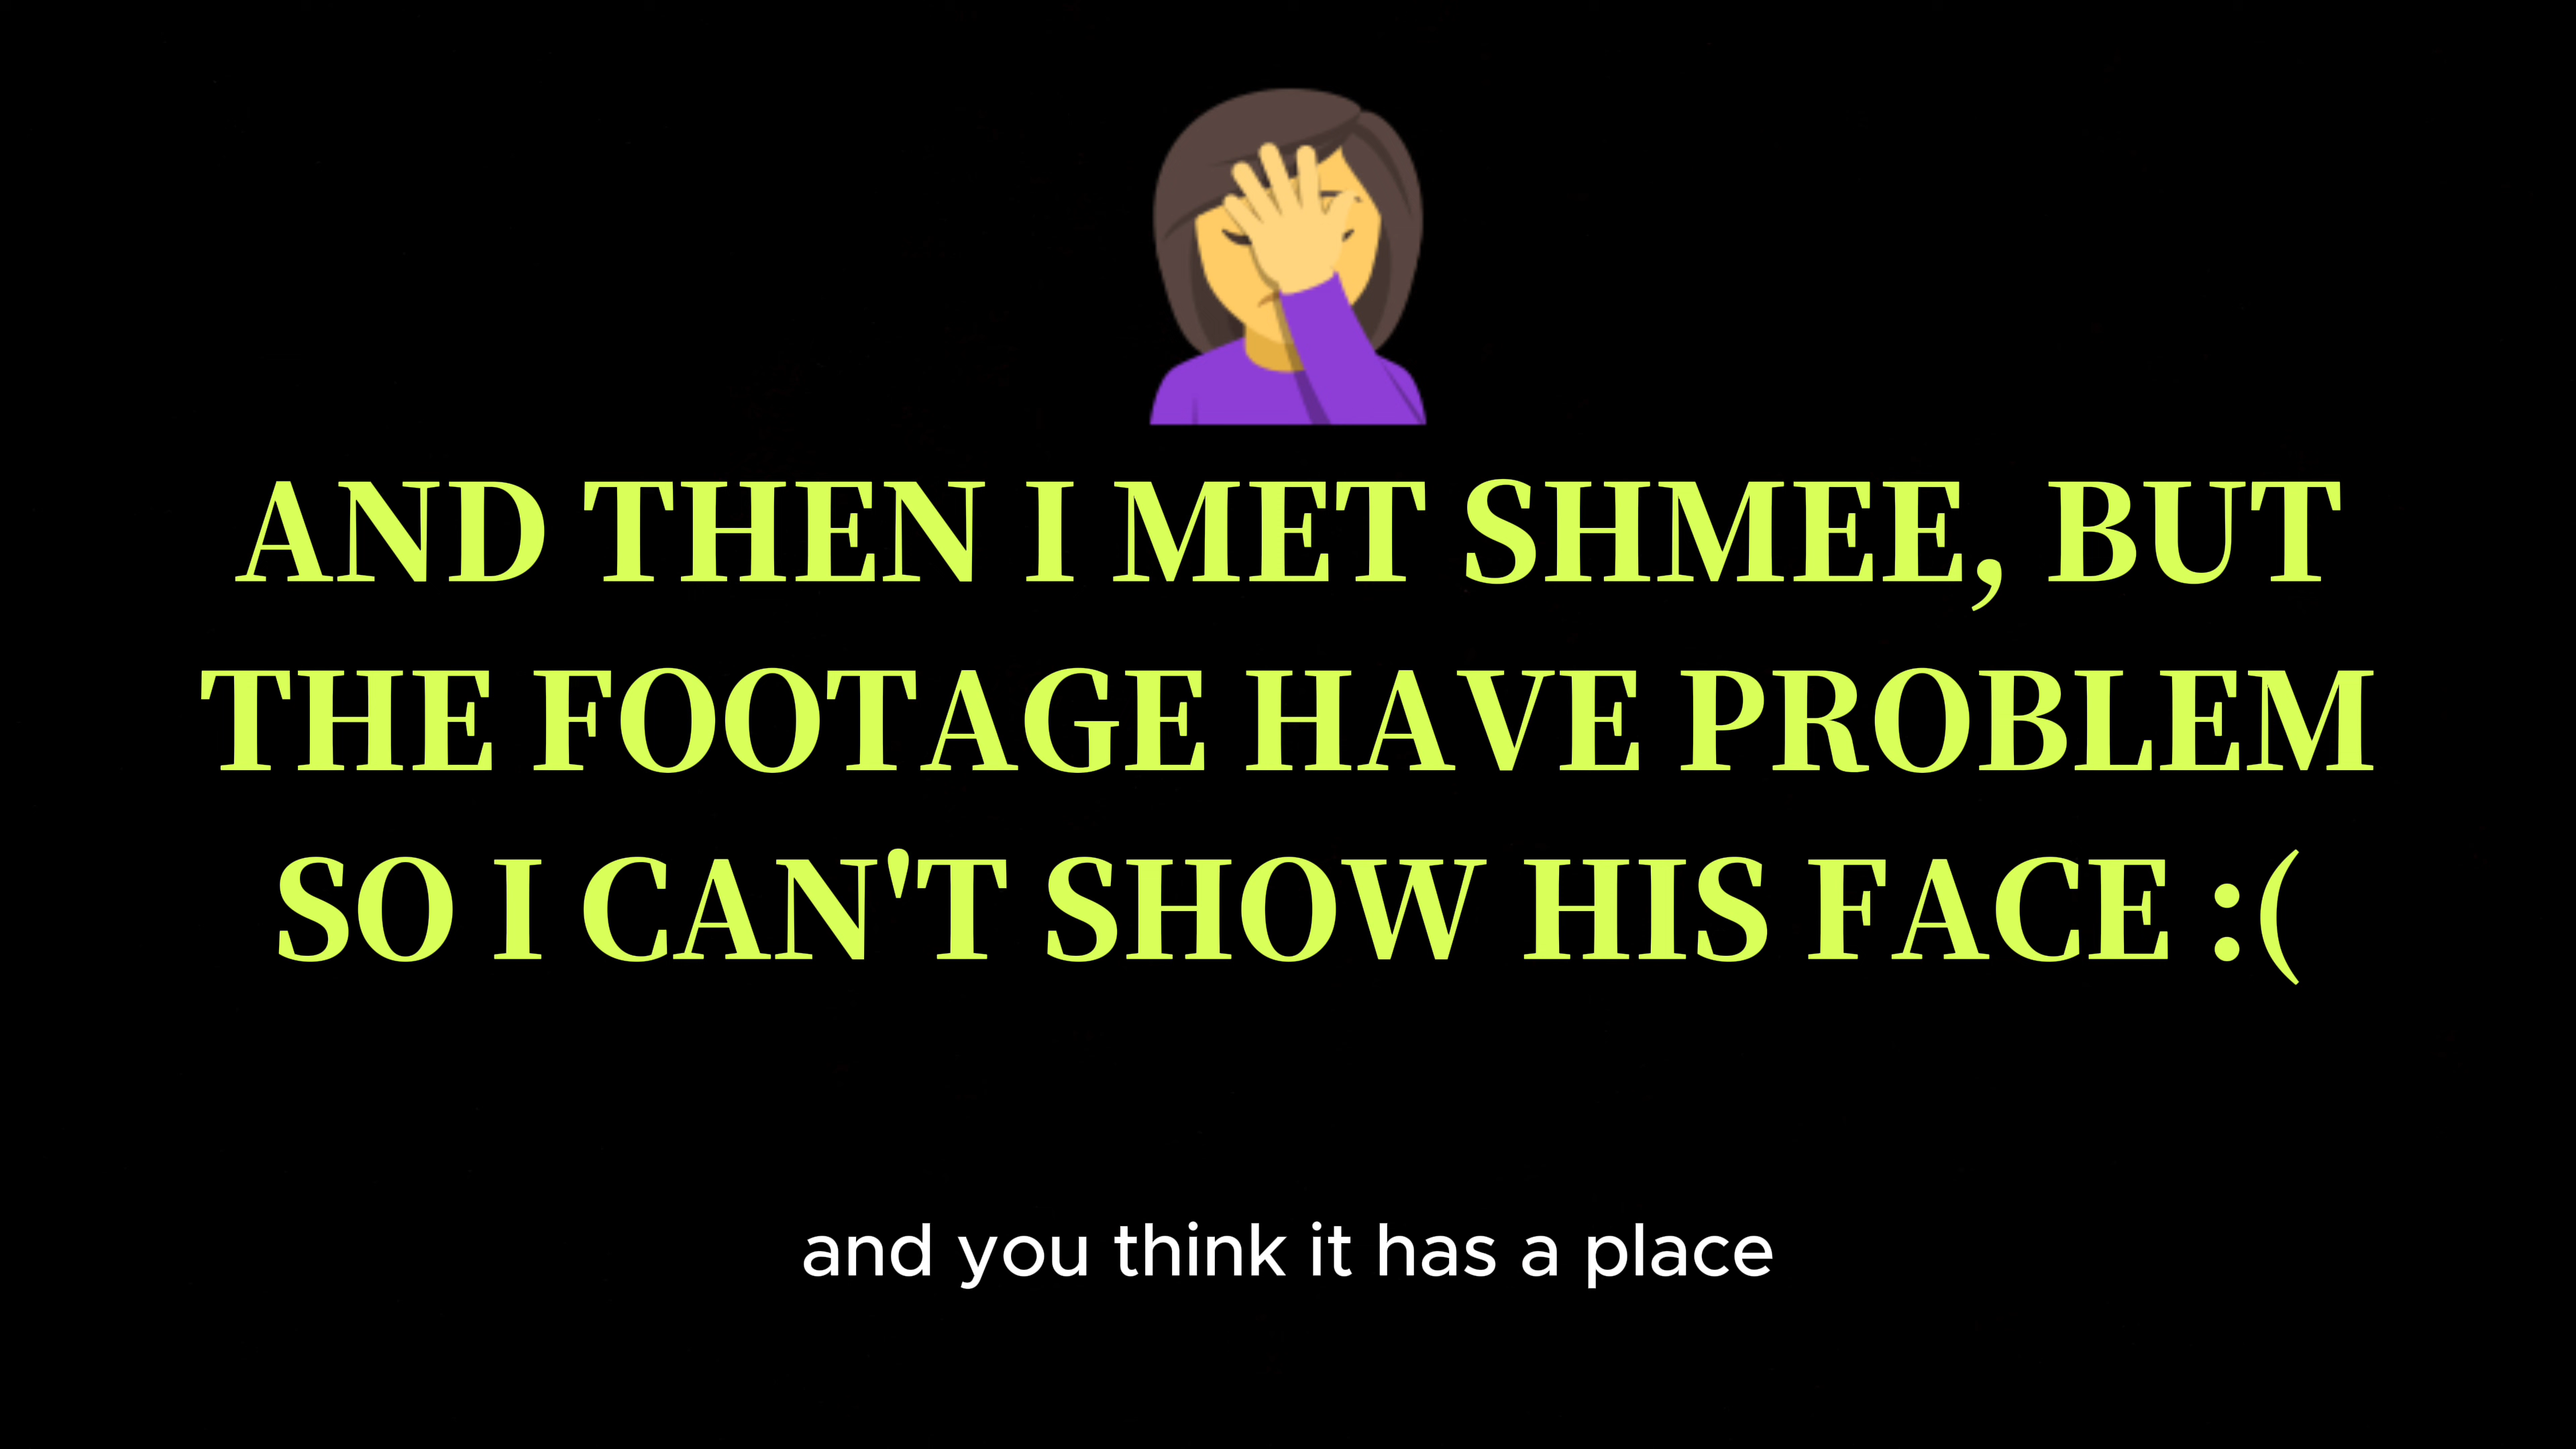 AND THEN I MET SHMEE, BUT
THE FOOTAGE HAVE PROBLEM
SO I CAN'T SHOW HIS FACE :(
and you think it has a place